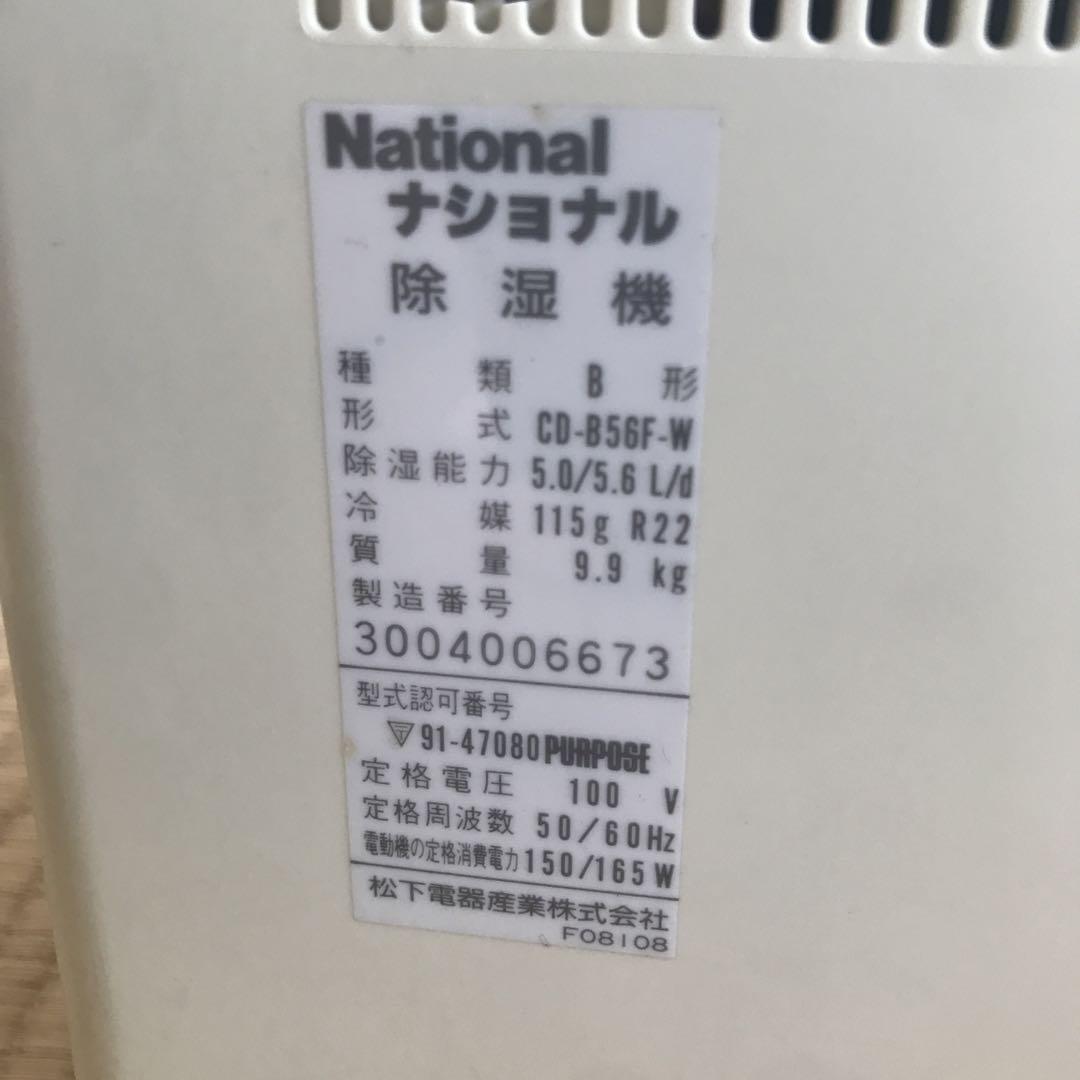 National
ナショナル
除湿機
種類 B 形
形式 CD-B56F-W
除湿能力 5.0/5.6 L/d
冷媒 115g R22
質量 9.9 kg
製造番号
3004006673
型式認可番号
▽〒 91-47080 PURPOSE
定格電圧 100 V
定格周波数 50/60Hz
電動機の定格消費電力 150/165W
松下電器産業株式会社
F08108